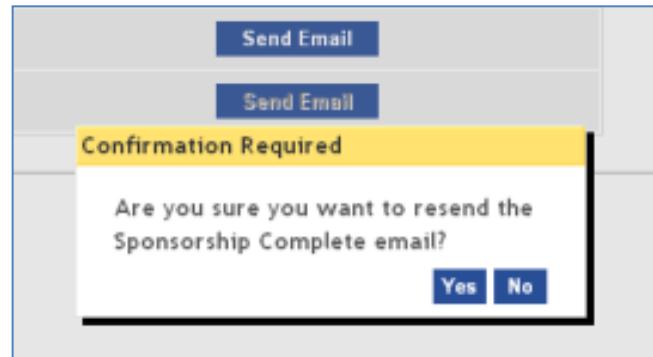 Send Email
Send Email
Confirmation Required
Are you sure you want to resend the
Sponsorship Complete email?
Yes No